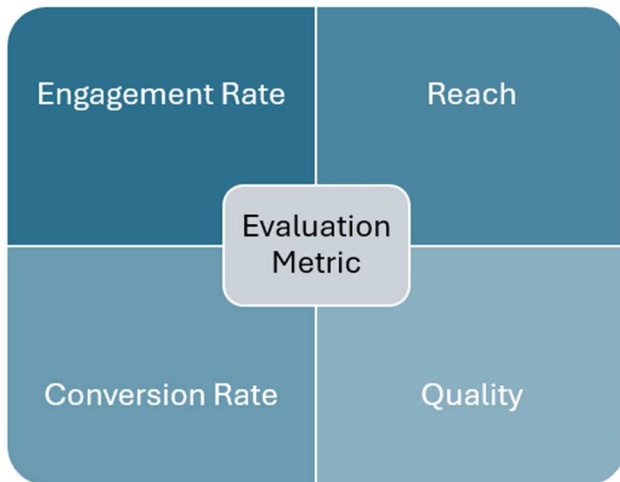 Engagement Rate
Reach
Evaluation
Metric
Conversion Rate
Quality